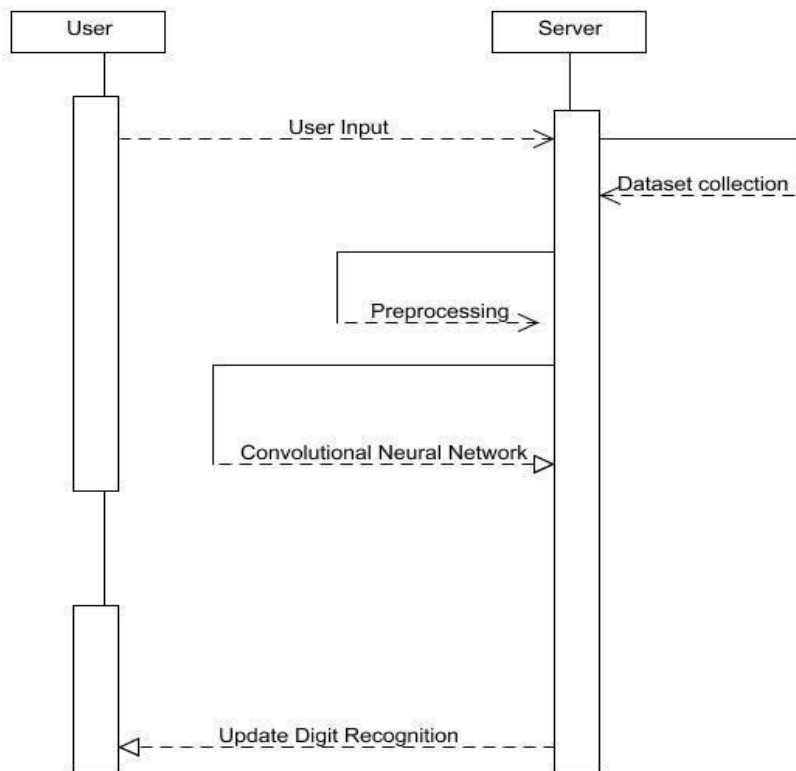 User
Server
User Input
Dataset collection
Preprocessing
Convolutional Neural Network
Update Digit Recognition